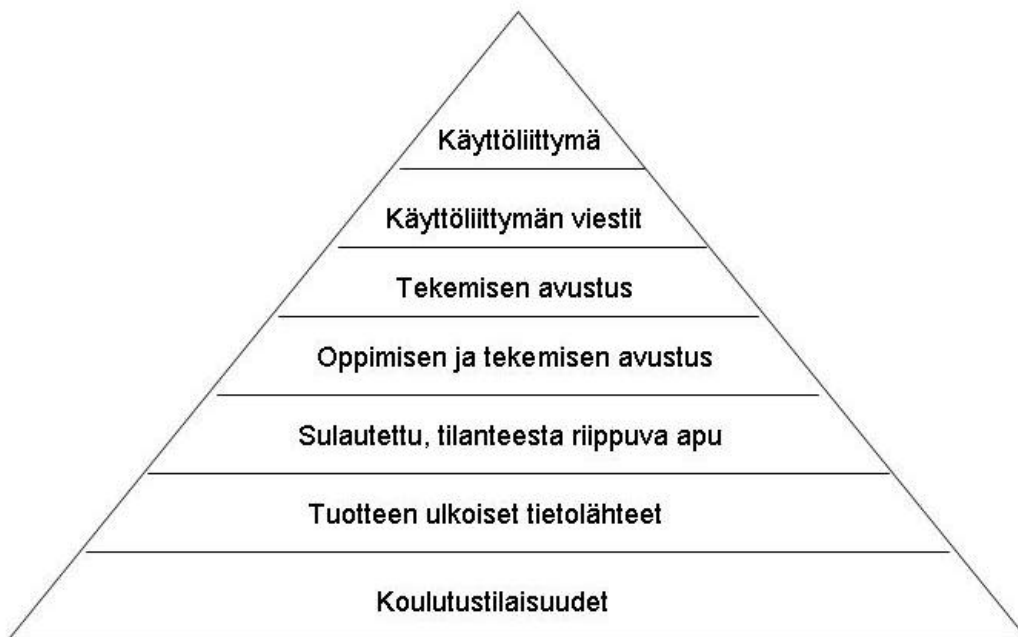 Käyttöliittymä
Käyttöliittymän viestit
Tekemisen avustus
Oppimisen ja tekemisen avustus
Sulautettu, tilanteesta riippuva apu
Tuotteen ulkoiset tietolähteet
Koulutustilaisuudet